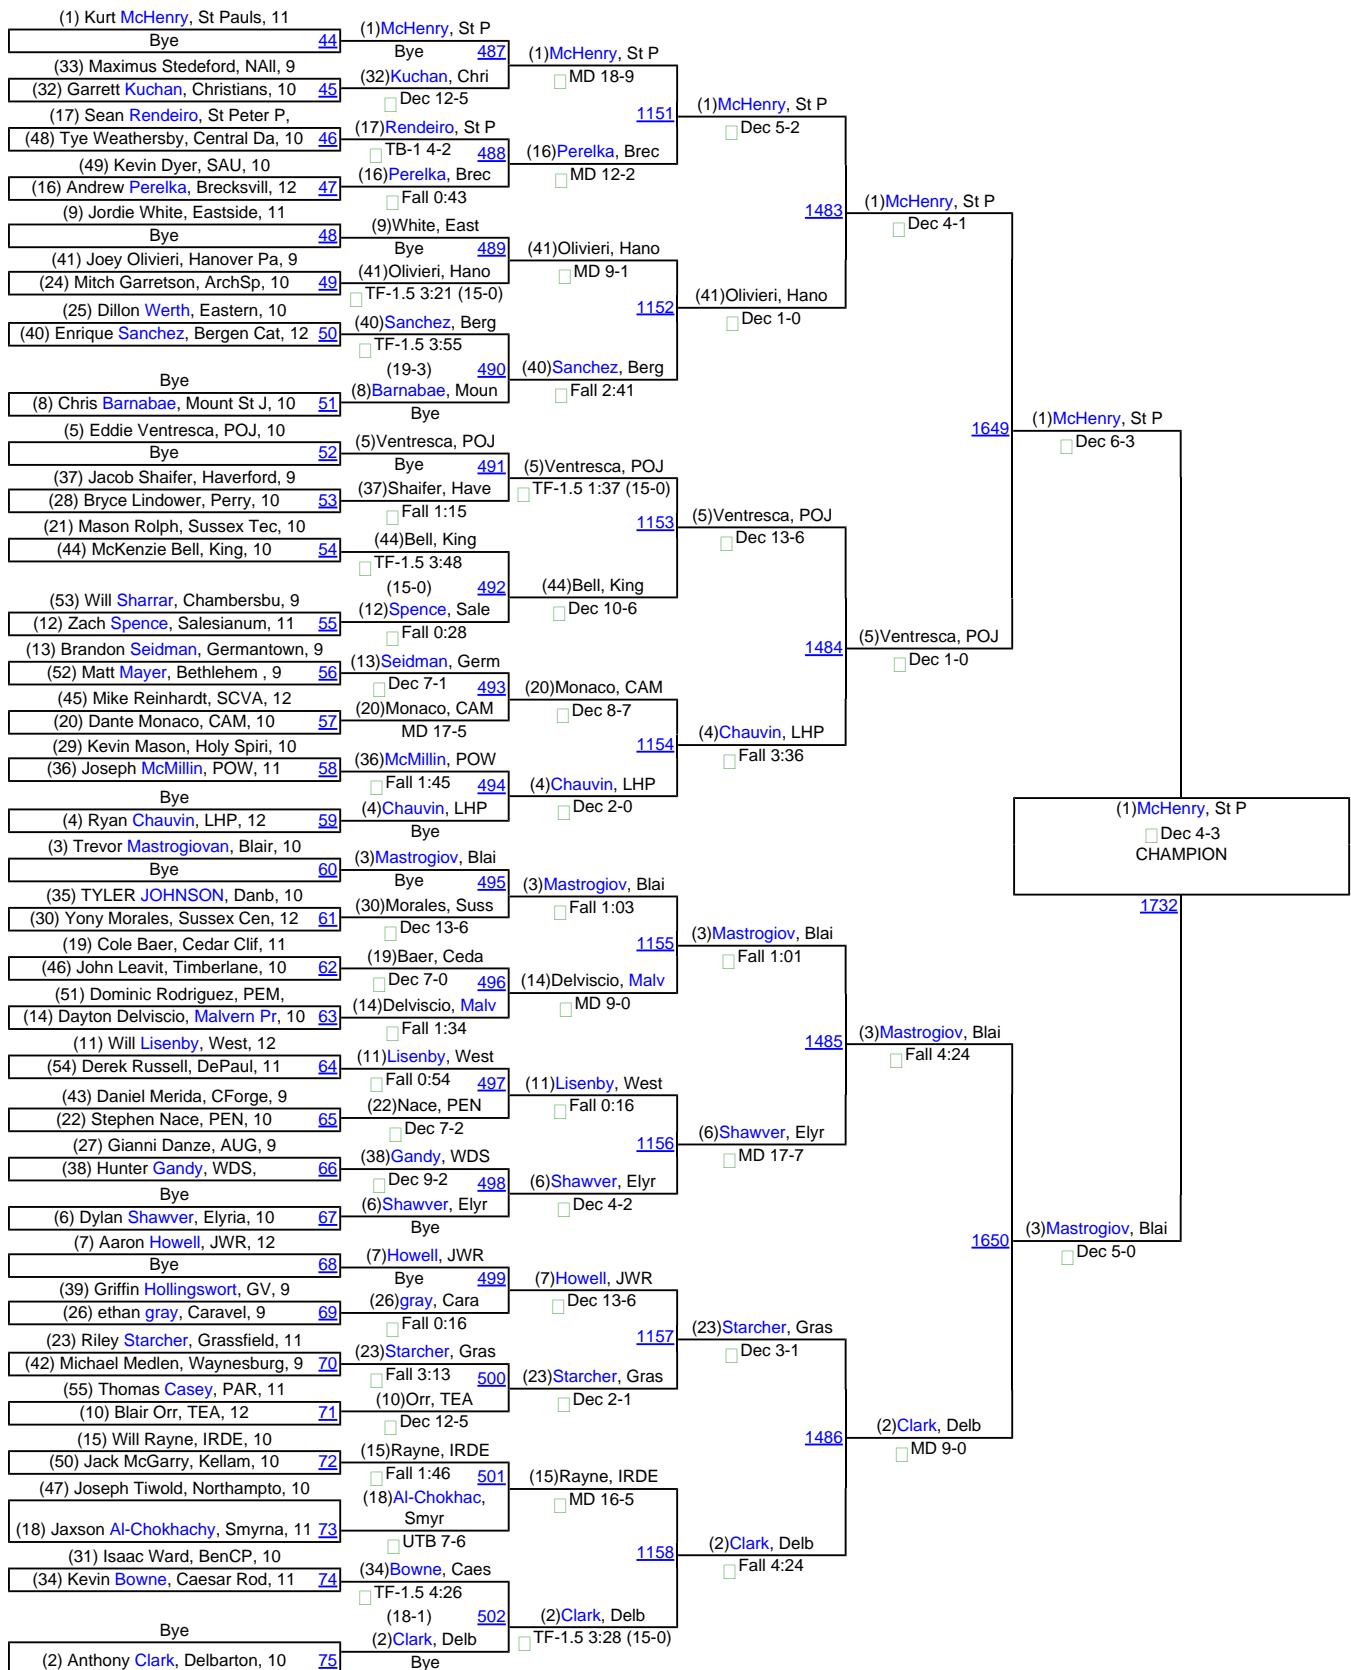 (1) Kurt McHenry, St Pauls, 11
Bye 44
(33) Maximus Stedeford, NAll, 9
(32) Garrett Kuchan, Christians, 10 45
(17) Sean Rendeiro, St Peter P,
(48) Tye Weathersby, Central Da, 10 46
(49) Kevin Dyer, SAU, 10
(16) Andrew Perelka, Brecksvill, 12 47
(9) Jordie White, Eastside, 11
Bye 48
(41) Joey Olivieri, Hanover Pa, 9
(24) Mitch Garretson, ArchSp, 10 49
(25) Dillon Werth, Eastern, 10
(40) Enrique Sanchez, Bergen Cat, 12 50
Bye
(8) Chris Barnabae, Mount St J, 10 51
(5) Eddie Ventresca, POJ, 10
Bye 52
(37) Jacob Shaifer, Haverford, 9
(28) Bryce Lindower, Perry, 10 53
(21) Mason Rolph, Sussex Tec, 10
(44) McKenzie Bell, King, 10 54
(53) Will Sharrar, Chambersbu, 9
(12) Zach Spence, Salesianum, 11 55
(13) Brandon Seidman, Germantown, 9
(52) Matt Mayer, Bethlehem , 9 56
(45) Mike Reinhardt, SCVA, 12
(20) Dante Monaco, CAM, 10 57
(29) Kevin Mason, Holy Spiri, 10
(36) Joseph McMillin, POW, 11 58
Bye
(4) Ryan Chauvin, LHP, 12 59
(3) Trevor Mastrogiovan, Blair, 10
Bye 60
(35) TYLER JOHNSON, Danb, 10
(30) Yony Morales, Sussex Cen, 12 61
(19) Cole Baer, Cedar Clif, 11
(46) John Leavit, Timberlane, 10 62
(51) Dominic Rodriguez, PEM,
(14) Dayton Delviscio, Malvern Pr, 10 63
(11) Will Lisenby, West, 12
(54) Derek Russell, DePaul, 11 64
(43) Daniel Merida, CForge, 9
(22) Stephen Nace, PEN, 10 65
(27) Gianni Danze, AUG, 9
(38) Hunter Gandy, WDS, 66
Bye
(6) Dylan Shawver, Elyria, 10 67
(7) Aaron Howell, JWR, 12
Bye 68
(39) Griffin Hollingswort, GV, 9
(26) ethan gray, Caravel, 9 69
(23) Riley Starcher, Grassfield, 11
(42) Michael Medlen, Waynesburg, 9 70
(55) Thomas Casey, PAR, 11
(10) Blair Orr, TEA, 12 71
(15) Will Rayne, IRDE, 10
(50) Jack McGarry, Kellam, 10 72
(47) Joseph Tiwold, Northampto, 10
(18) Jaxson Al-Chokhachy, Smyrna, 11 73
(31) Isaac Ward, BenCP, 10
(34) Kevin Bowne, Caesar Rod, 11 74
Bye
(2) Anthony Clark, Delbarton, 10 75
(1)McHenry, St P
Bye 487
(32)Kuchan, Chri
Dec 12-5
(17)Rendeiro, St P
TB-1 4-2 488
(16)Perelka, Brec
Fall 0:43
(9)White, East
Bye 489
(41)Olivieri, Hano
TF-1.5 3:21 (15-0)
(40)Sanchez, Berg
TF-1.5 3:55
(19-3) 490
(8)Barnabae, Moun
Bye
(5)Ventresca, POJ
Bye 491
(37)Shaifer, Have
Fall 1:15
(44)Bell, King
TF-1.5 3:48
(15-0) 492
(12)Spence, Sale
Fall 0:28
(13)Seidman, Germ
Dec 7-1 493
(20)Monaco, CAM
MD 17-5
(36)McMillin, POW
Fall 1:45 494
(4)Chauvin, LHP
Bye
(3)Mastrogiov, Blai
Bye 495
(30)Morales, Suss
Dec 13-6
(19)Baer, Ceda
Dec 7-0 496
(14)Delviscio, Malv
Fall 1:34
(11)Lisenby, West
Fall 0:54 497
(22)Nace, PEN
Dec 7-2
(38)Gandy, WDS
Dec 9-2 498
(6)Shawver, Elyr
Bye
(7)Howell, JWR
Bye 499
(26)gray, Cara
Fall 0:16
(23)Starcher, Gras
Fall 3:13 500
(10)Orr, TEA
Dec 12-5
(15)Rayne, IRDE
Fall 1:46 501
(18)Al-Chokhac,
Smyr
UTB 7-6
(34)Bowne, Caes
TF-1.5 4:26
(18-1) 502
(2)Clark, Delb
Bye
(1)McHenry, St P
MD 18-9
1151
(16)Perelka, Brec
MD 12-2
(41)Olivieri, Hano
MD 9-1
1152
(40)Sanchez, Berg
Fall 2:41
(5)Ventresca, POJ
TF-1.5 1:37 (15-0)
1153
(44)Bell, King
Dec 10-6
(20)Monaco, CAM
Dec 8-7
1154
(4)Chauvin, LHP
Dec 2-0
(3)Mastrogiov, Blai
Fall 1:03
1155
(14)Delviscio, Malv
MD 9-0
(11)Lisenby, West
Fall 0:16
1156
(6)Shawver, Elyr
Dec 4-2
(7)Howell, JWR
Dec 13-6
1157
(23)Starcher, Gras
Dec 2-1
(15)Rayne, IRDE
MD 16-5
1158
(2)Clark, Delb
TF-1.5 3:28 (15-0)
(1)McHenry, St P
Dec 5-2
1483
(41)Olivieri, Hano
Dec 1-0
(5)Ventresca, POJ
Dec 13-6
1484
(4)Chauvin, LHP
Fall 3:36
(3)Mastrogiov, Blai
Fall 1:01
1485
(6)Shawver, Elyr
MD 17-7
(23)Starcher, Gras
Dec 3-1
1486
(2)Clark, Delb
Fall 4:24
(1)McHenry, St P
Dec 4-1
1649
(5)Ventresca, POJ
Dec 1-0
(3)Mastrogiov, Blai
Fall 4:24
1650
(2)Clark, Delb
MD 9-0
(1)McHenry, St P
Dec 6-3
(3)Mastrogiov, Blai
Dec 5-0
(1)McHenry, St P
Dec 4-3
CHAMPION
1732